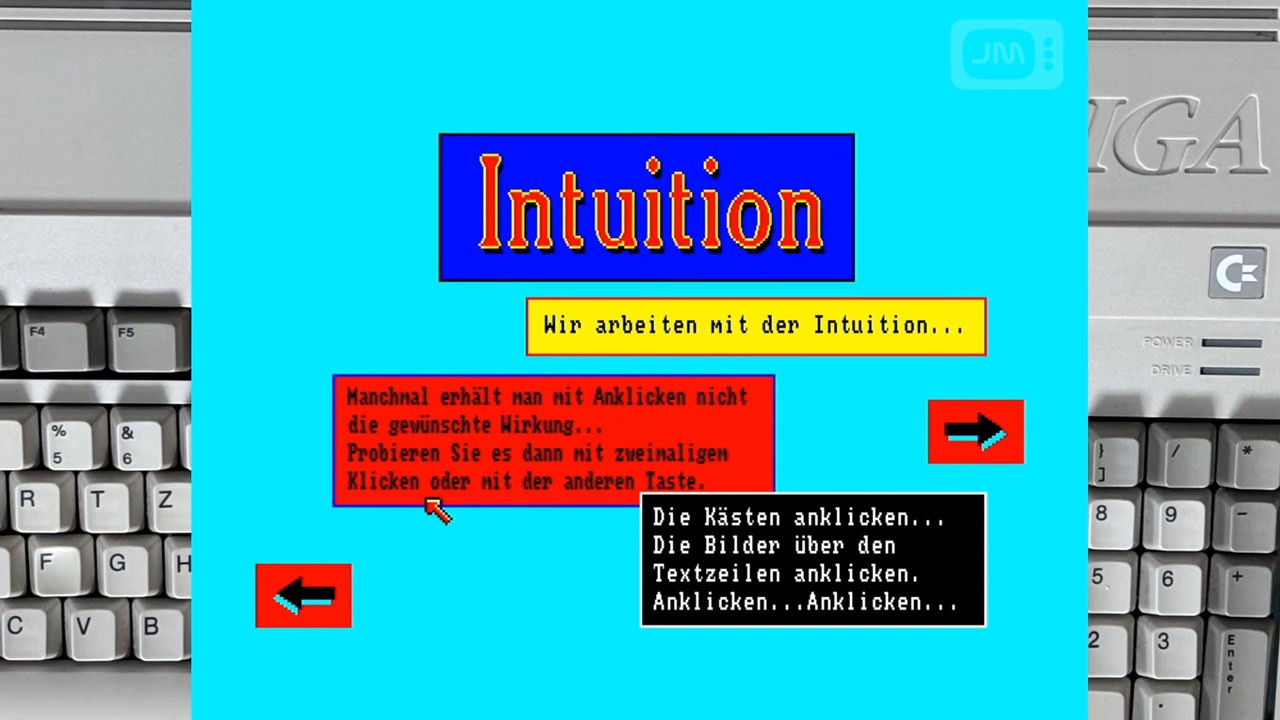 JM
IGA
Intuition
Wir arbeiten mit der Intuition...
Manchmal erhält man mit Anklicken nicht
die gewünschte Wirkung...
Probieren Sie es dann mit zweimaligem
Klicken oder mit der anderen Taste.
Die Kästen anklicken...
Die Bilder über den
Textzeilen anklicken.
Anklicken...Anklicken...
POWER
DRIVE
F4
F5
%
5
&
6
R
T
Z
F
G
H
C
V
B
}
]
/
*
8
9
-
5
6
+
2
3
Enter
.